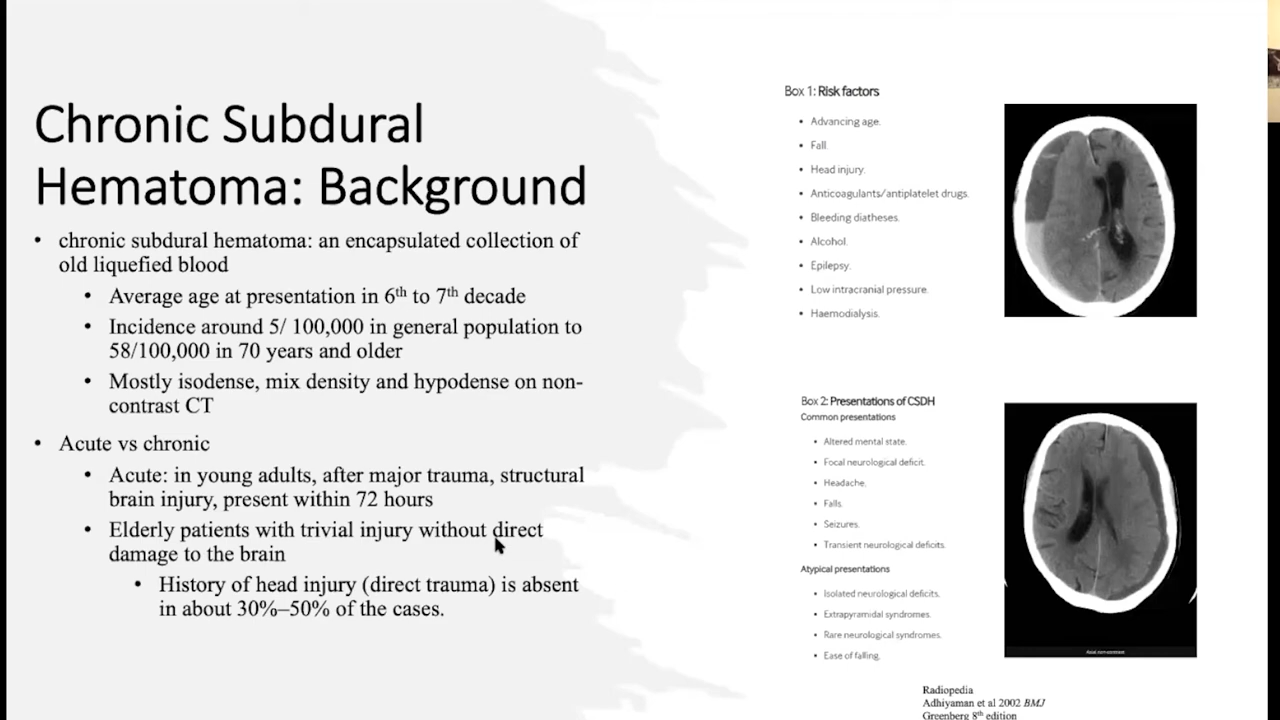 Chronic Subdural
Hematoma: Background
• chronic subdural hematoma: an encapsulated collection of
old liquefied blood
• Average age at presentation in 6th to 7th decade
• Incidence around 5/ 100,000 in general population to
58/100,000 in 70 years and older
• Mostly isodense, mix density and hypodense on non-
contrast CT
• Acute vs chronic
• Acute: in young adults, after major trauma, structural
brain injury, present within 72 hours
• Elderly patients with trivial injury without direct
damage to the brain
• History of head injury (direct trauma) is absent
in about 30%–50% of the cases.
Box 1: Risk factors
• Advancing age.
• Fall.
• Head injury.
• Anticoagulants/antiplatelet drugs.
• Bleeding diatheses.
• Alcohol.
• Epilepsy.
• Low intracranial pressure.
• Haemodialysis.
Box 2: Presentations of CSDH
Common presentations
• Altered mental state.
• Focal neurological deficit.
• Headache.
• Falls.
• Seizures.
• Transient neurological deficits.
Atypical presentations
• Isolated neurological deficits.
• Extrapyramidal syndromes.
• Rare neurological syndromes.
• Ease of falling.
Axial non-contrast
Radiopedia
Adhiyaman et al 2002 BMJ
Greenberg 8th edition